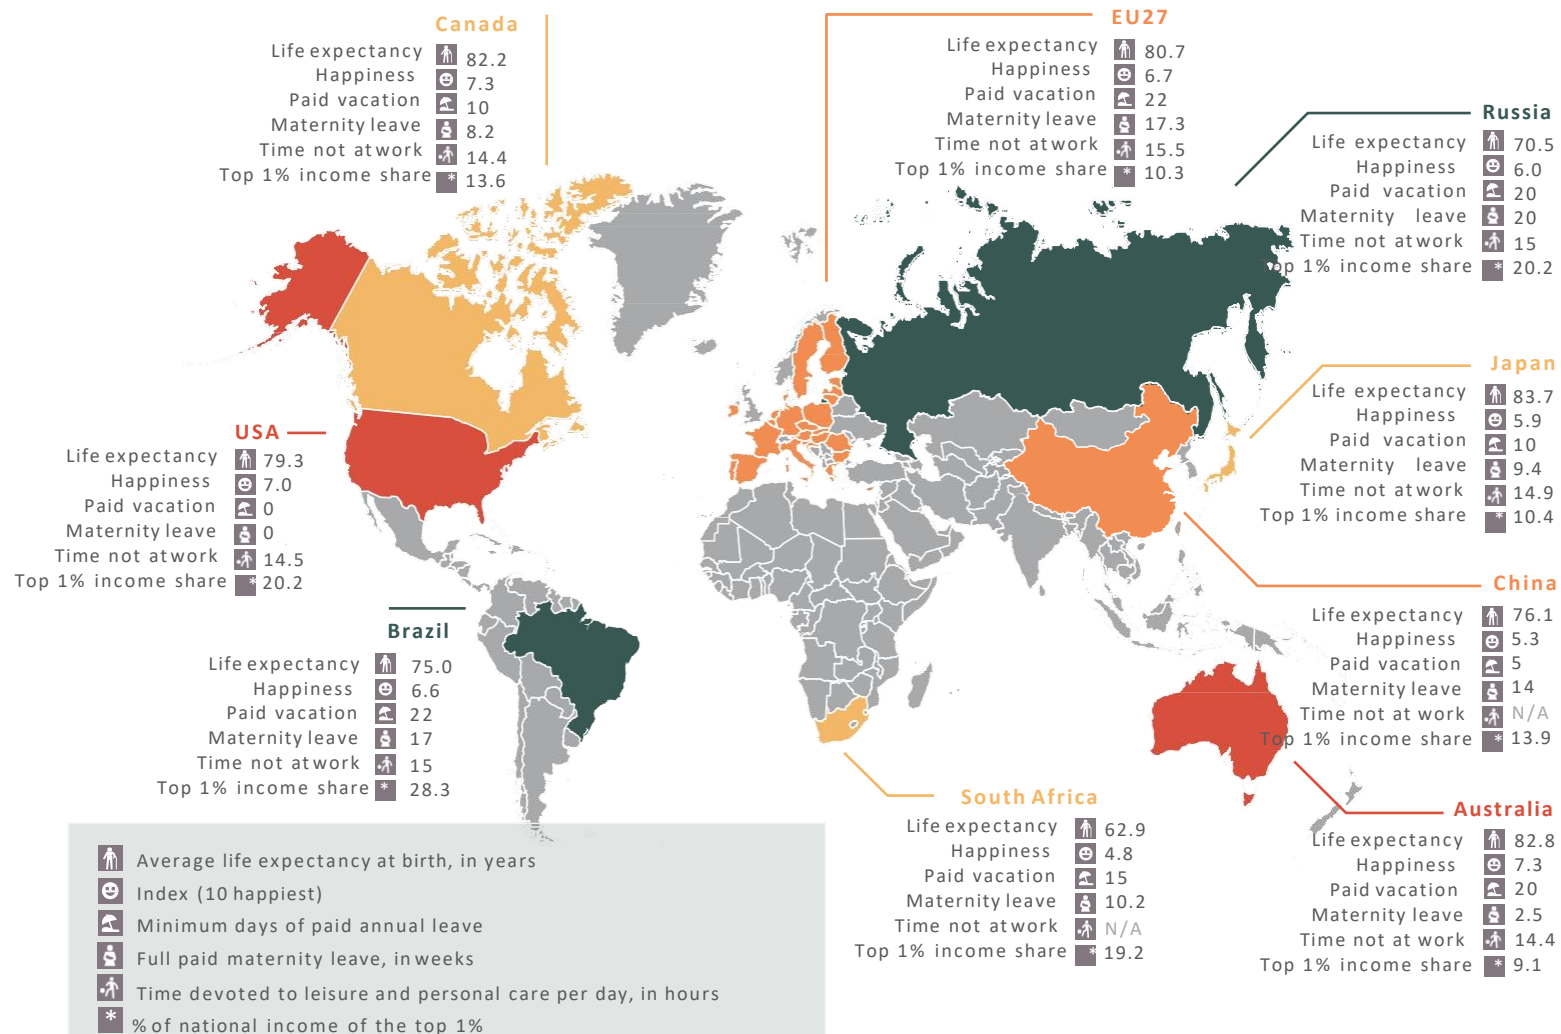 Canada
Life expectancy 82.2
Happiness 7.3
Paid vacation 10
Maternity leave 8.2
Time not at work 14.4
Top 1% income share * 13.6
EU27
Life expectancy 80.7
Happiness 6.7
Paid vacation 22
Maternity leave 17.3
Time not at work 15.5
Top 1% income share * 10.3
Russia
Life expectancy 70.5
Happiness 6.0
Paid vacation 20
Maternity leave 20
Time not at work 15
Top 1% income share * 20.2
Japan
Life expectancy 83.7
Happiness 5.9
Paid vacation 10
Maternity leave 9.4
Time not at work 14.9
Top 1% income share * 10.4
USA
Life expectancy 79.3
Happiness 7.0
Paid vacation 0
Maternity leave 0
Time not at work 14.5
Top 1% income share * 20.2
China
Life expectancy 76.1
Happiness 5.3
Paid vacation 5
Maternity leave 14
Time not at work N/A
Top 1% income share * 13.9
Brazil
Life expectancy 75.0
Happiness 6.6
Paid vacation 22
Maternity leave 17
Time not at work 15
Top 1% income share * 28.3
South Africa
Life expectancy 62.9
Happiness 4.8
Paid vacation 15
Maternity leave 10.2
Time not at work N/A
Top 1% income share * 19.2
Australia
Life expectancy 82.8
Happiness 7.3
Paid vacation 20
Maternity leave 2.5
Time not at work 14.4
Top 1% income share * 9.1
Average life expectancy at birth, in years
Index (10 happiest)
Minimum days of paid annual leave
Full paid maternity leave, in weeks
Time devoted to leisure and personal care per day, in hours
* % of national income of the top 1%